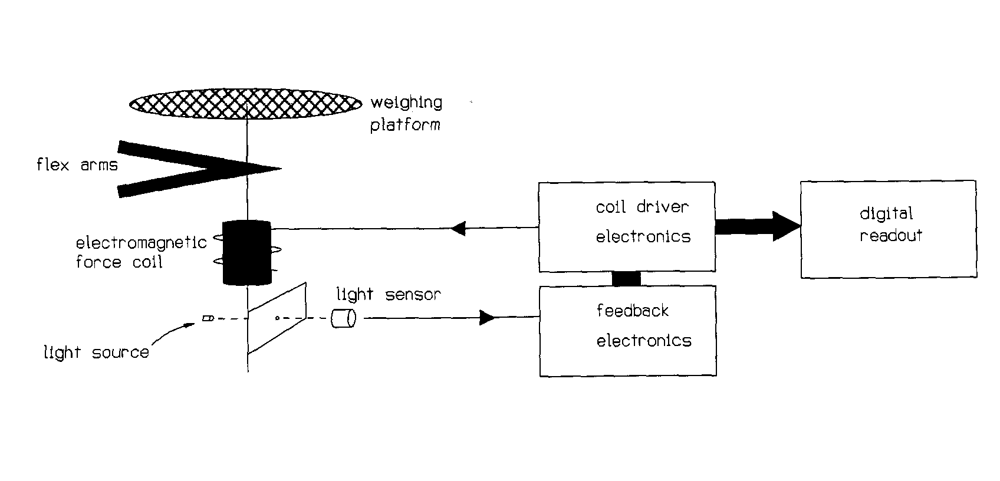 weighing
platform
flex arms
coil driver
electronics
digital
readout
electromagnetic
force coil
light sensor
feedback
electronics
light source